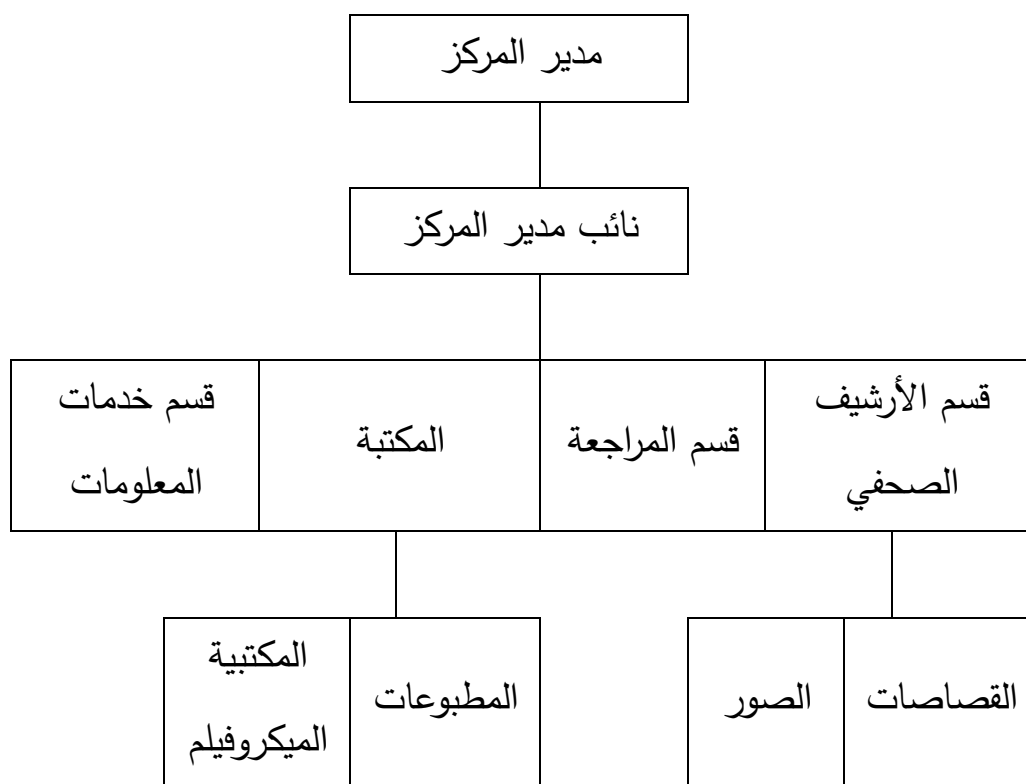 مدير المركز
نائب مدير المركز
قسم الأرشيف
الصحفي
قسم المراجعة
المكتبة
قسم خدمات
المعلومات
القصاصات
الصور
المطبوعات
المكتبية
الميكروفيلم